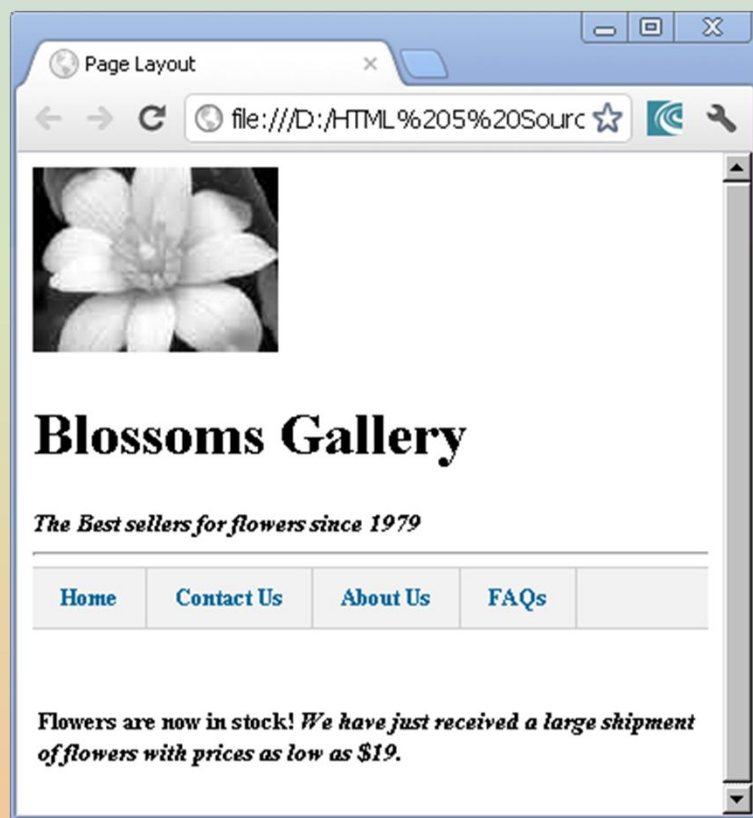 Page Layout
file:///D:/HTML%205%20Sourc
Blossoms Gallery
The Best sellers for flowers since 1979
Home Contact Us About Us FAQs
Flowers are now in stock! We have just received a large shipment
of flowers with prices as low as $19.